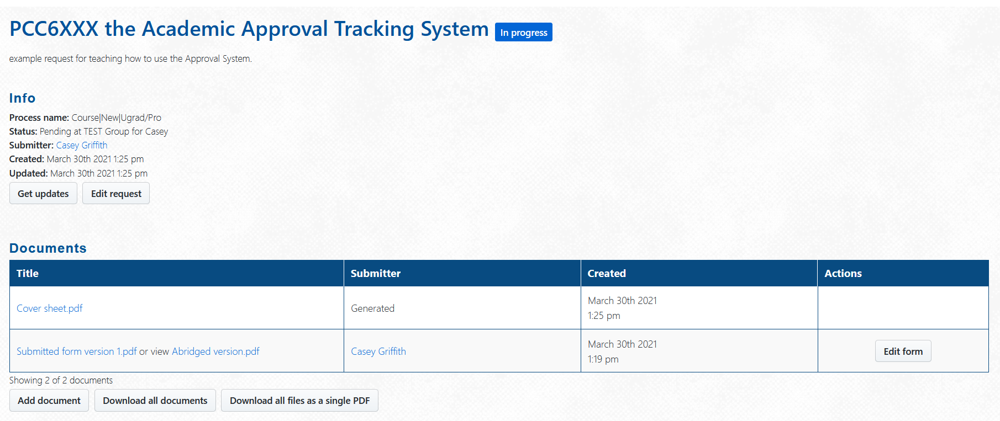 PCC6XXX the Academic Approval Tracking System In progress
example request for teaching how to use the Approval System.
Info
Process name: Course|New|Ugrad/Pro
Status: Pending at TEST Group for Casey
Submitter: Casey Griffith
Created: March 30th 2021 1:25 pm
Updated: March 30th 2021 1:25 pm
Get updates Edit request
Documents
Title Submitter Created Actions
Cover sheet.pdf Generated March 30th 2021
1:25 pm
Submitted form version 1.pdf or view Abridged version.pdf Casey Griffith March 30th 2021
1:19 pm Edit form
Showing 2 of 2 documents
Add document Download all documents Download all files as a single PDF